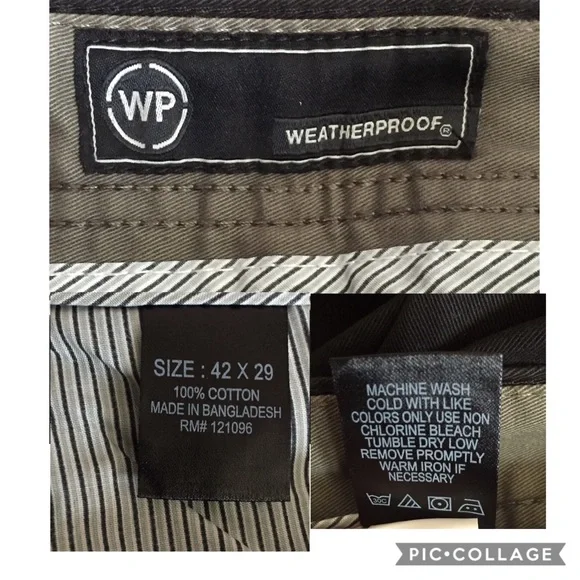 WP
WEATHERPROOF®
SIZE : 42 X 29
100% COTTON
MADE IN BANGLADESH
RM# 121096
MACHINE WASH
COLD WITH LIKE
COLORS ONLY USE NON
CHLORINE BLEACH
TUMBLE DRY LOW
REMOVE PROMPTLY
WARM IRON IF
NECESSARY
PIC•COLLAGE